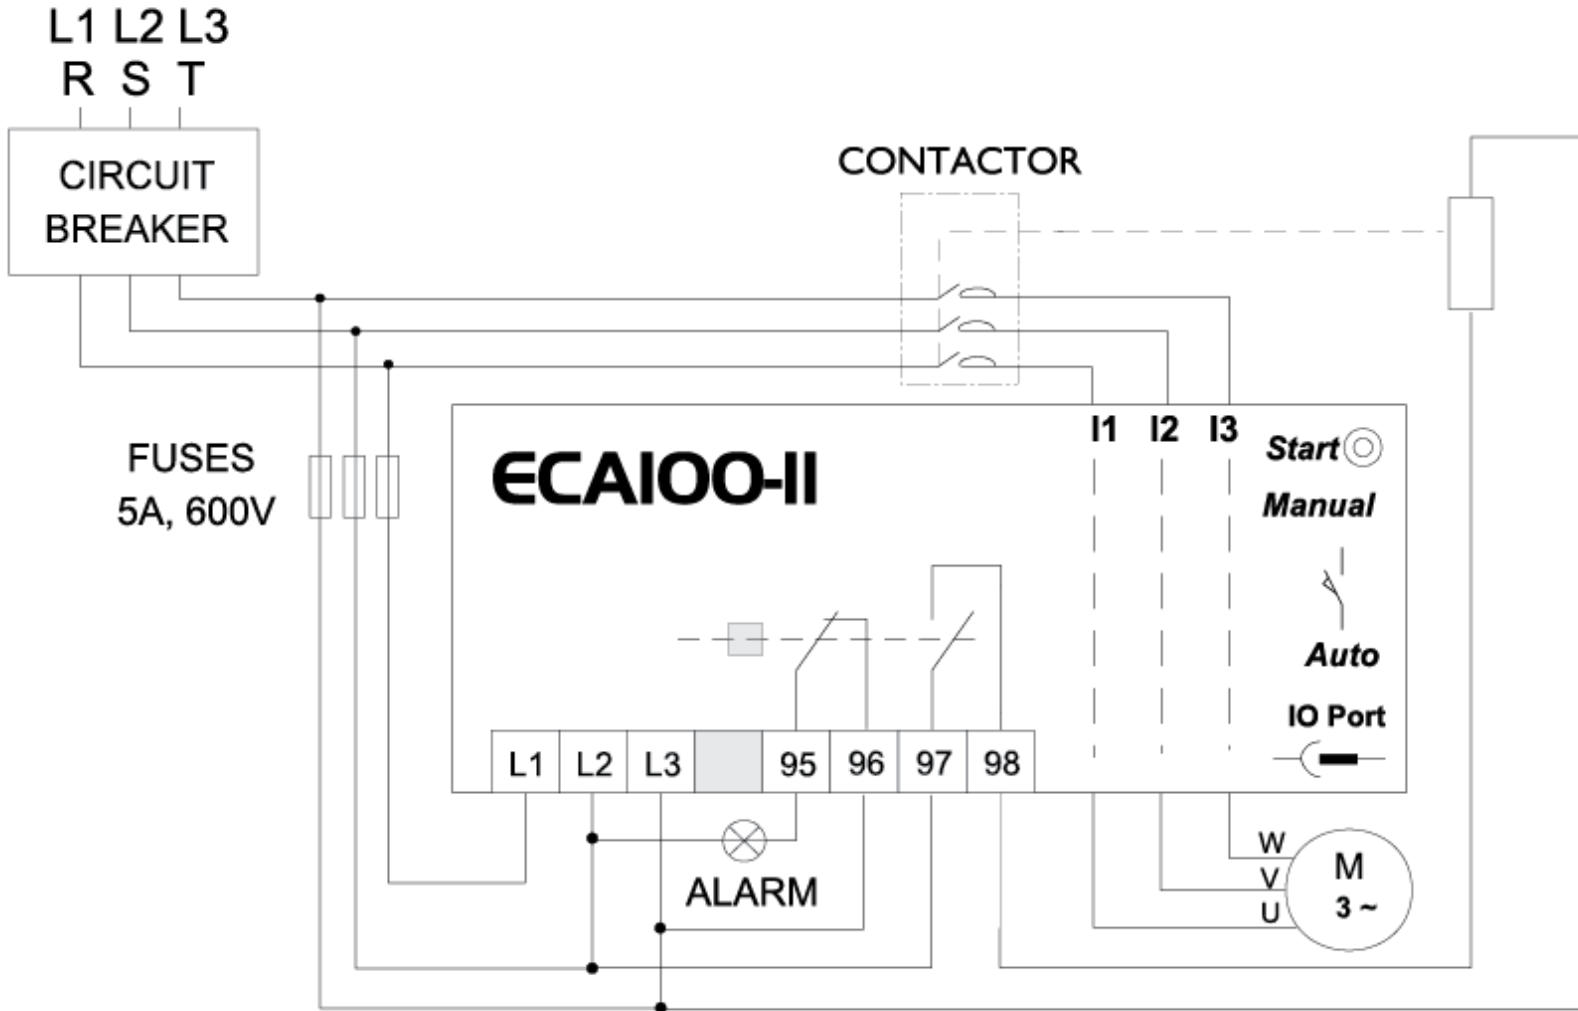 L1 L2 L3
R S T
CIRCUIT
BREAKER
CONTACTOR
FUSES
5A, 600V
ECA100-II
I1 I2 I3
Start
Manual
Auto
IO Port
L1 L2 L3 95 96 97 98
ALARM
W
V
U
M
3 ~